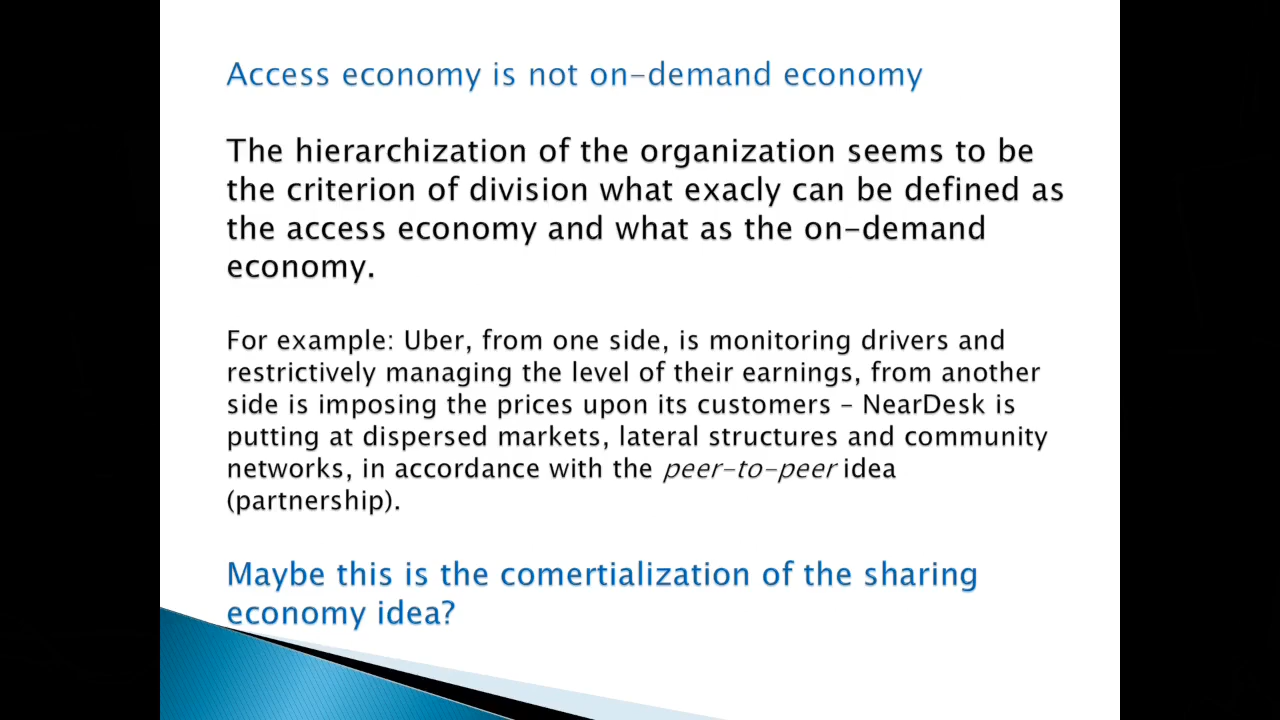 Access economy is not on-demand economy
The hierarchization of the organization seems to be
the criterion of division what exacly can be defined as
the access economy and what as the on-demand
economy.
For example: Uber, from one side, is monitoring drivers and
restrictively managing the level of their earnings, from another
side is imposing the prices upon its customers – NearDesk is
putting at dispersed markets, lateral structures and community
networks, in accordance with the peer-to-peer idea
(partnership).
Maybe this is the comertialization of the sharing
economy idea?